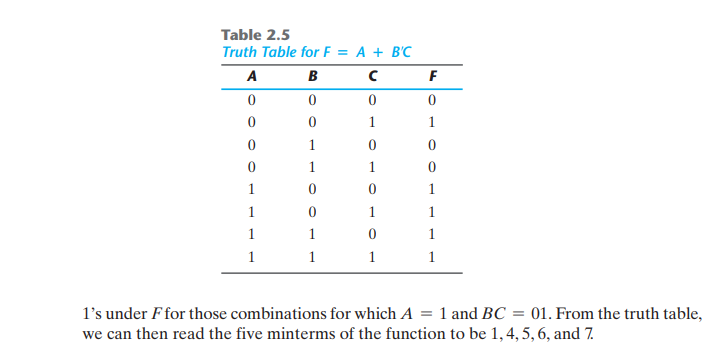 Table 2.5
Truth Table for F = A + B'C
A B C F
0 0 0 0
0 0 1 1
0 1 0 0
0 1 1 0
1 0 0 1
1 0 1 1
1 1 0 1
1 1 1 1
1's under F for those combinations for which A = 1 and BC = 01. From the truth table,
we can then read the five minterms of the function to be 1, 4, 5, 6, and 7.